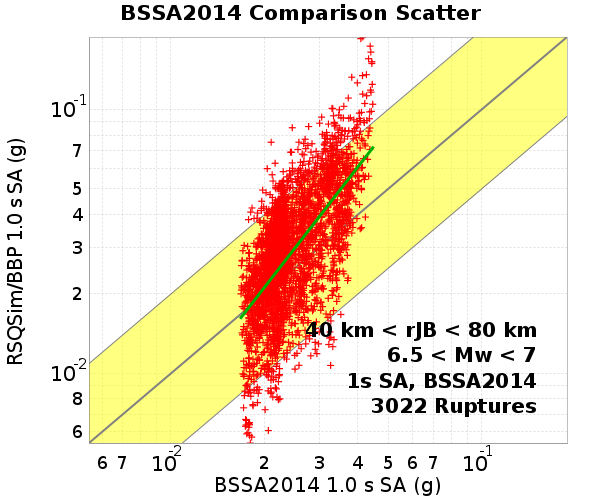 BSSA2014 Comparison Scatter
RSQSim/BBP 1.0 s SA (g)
10^-1
7
5
4
3
2
10^-2
8
6
40 km < rJB < 80 km
6.5 < Mw < 7
1s SA, BSSA2014
3022 Ruptures
6 7 10^-2 2 3 4 5 6 7 10^-1
BSSA2014 1.0 s SA (g)